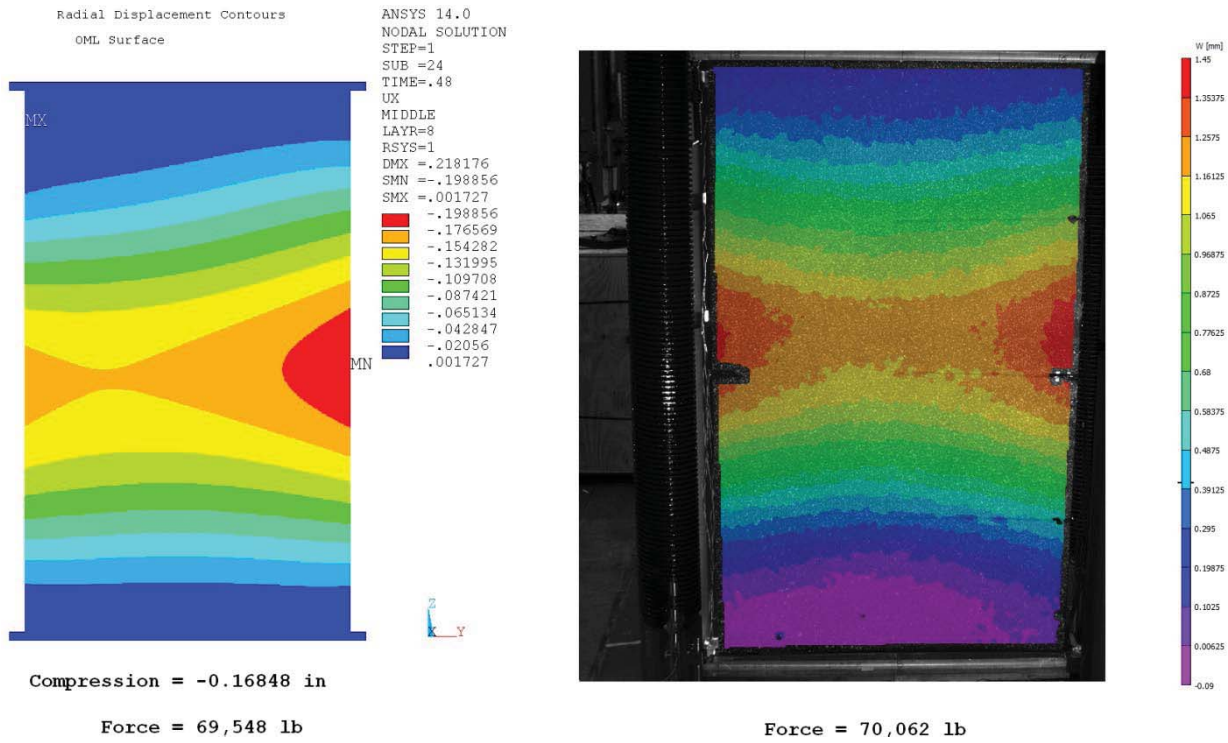 Radial Displacement Contours
OML Surface
ANSYS 14.0
NODAL SOLUTION
STEP=1
SUB =24
TIME=.48
UX
MIDDLE
LAYR=8
RSYS=1
DMX =.218176
SMN =-.198856
SMX =.001727
-.198856
-.176569
-.154282
-.131995
-.109708
-.087421
-.065134
-.042847
-.02056
.001727
MX
MN
Z
X Y
Compression = -0.16848 in
Force = 69,548 lb
W [mm]
1.45
1.35375
1.2575
1.16125
1.065
0.96875
0.8725
0.77625
0.68
0.58375
0.4875
0.39125
0.295
0.19875
0.1025
0.00625
-0.09
Force = 70,062 lb